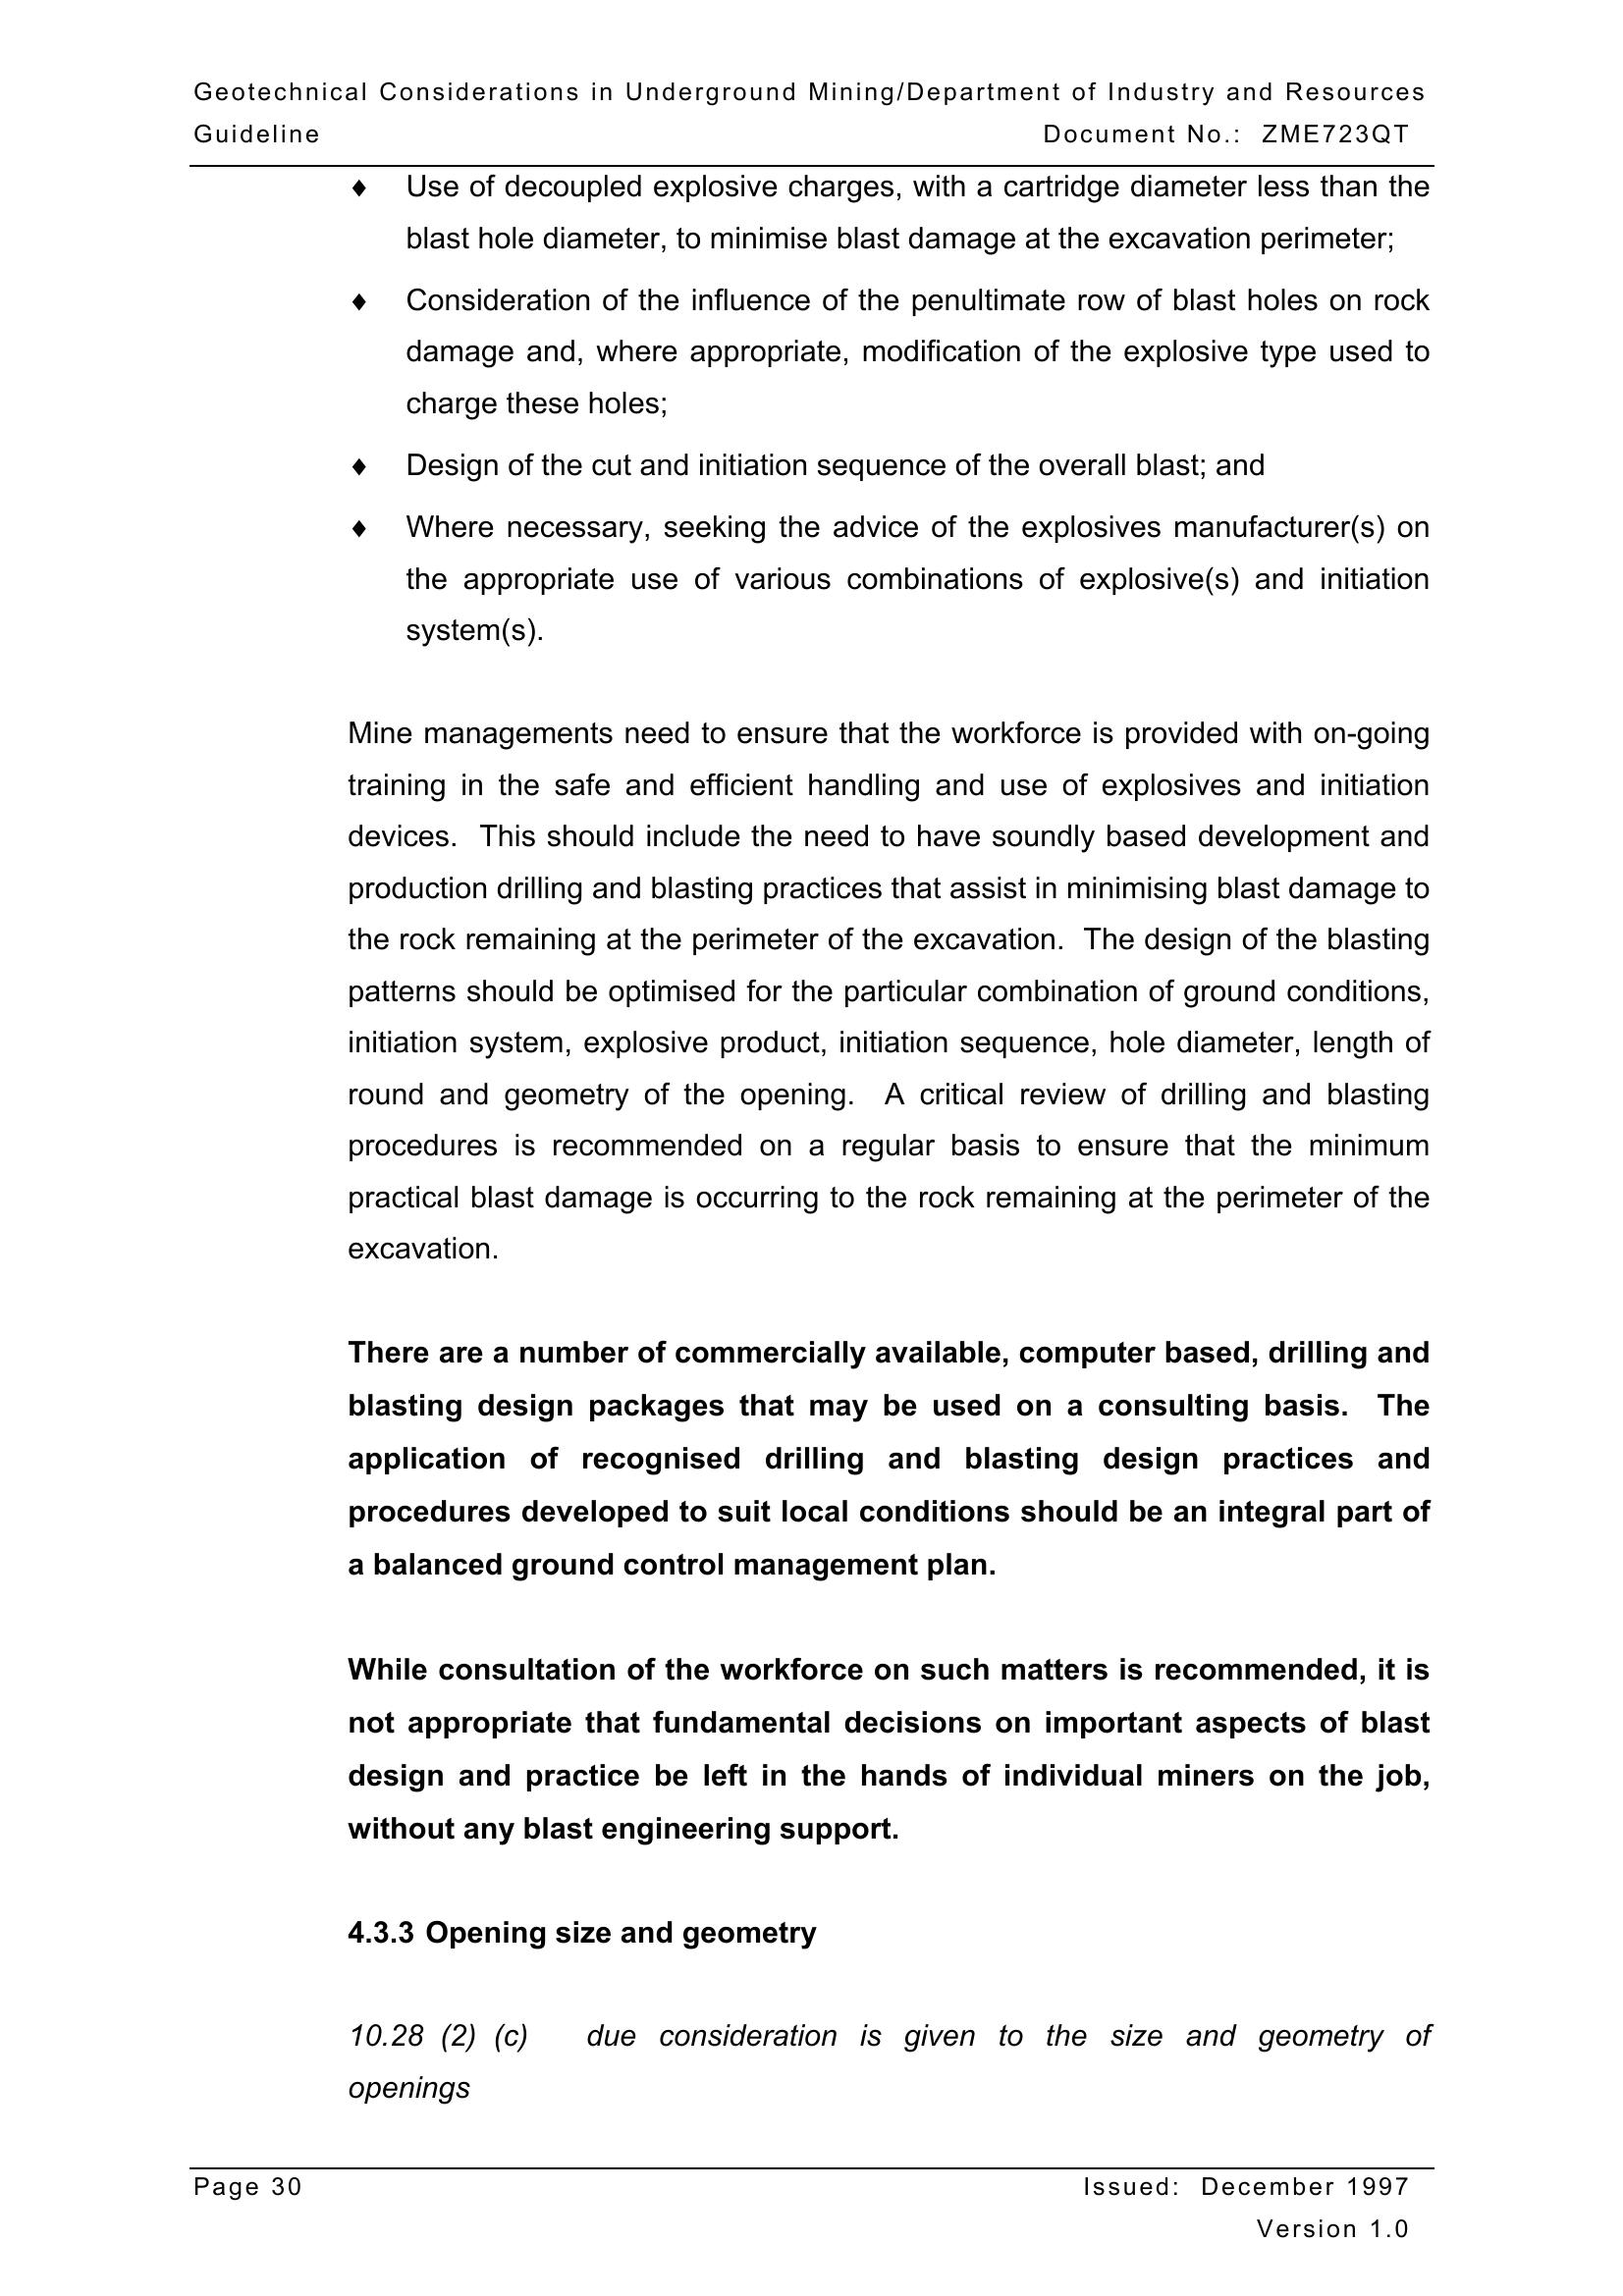 Geotechnical Considerations in Underground Mining/Department of Industry and Resources
Guideline Document No.: ZME723QT
♦ Use of decoupled explosive charges, with a cartridge diameter less than the
blast hole diameter, to minimise blast damage at the excavation perimeter;
♦ Consideration of the influence of the penultimate row of blast holes on rock
damage and, where appropriate, modification of the explosive type used to
charge these holes;
♦ Design of the cut and initiation sequence of the overall blast; and
♦ Where necessary, seeking the advice of the explosives manufacturer(s) on
the appropriate use of various combinations of explosive(s) and initiation
system(s).
Mine managements need to ensure that the workforce is provided with on-going
training in the safe and efficient handling and use of explosives and initiation
devices. This should include the need to have soundly based development and
production drilling and blasting practices that assist in minimising blast damage to
the rock remaining at the perimeter of the excavation. The design of the blasting
patterns should be optimised for the particular combination of ground conditions,
initiation system, explosive product, initiation sequence, hole diameter, length of
round and geometry of the opening. A critical review of drilling and blasting
procedures is recommended on a regular basis to ensure that the minimum
practical blast damage is occurring to the rock remaining at the perimeter of the
excavation.
There are a number of commercially available, computer based, drilling and
blasting design packages that may be used on a consulting basis. The
application of recognised drilling and blasting design practices and
procedures developed to suit local conditions should be an integral part of
a balanced ground control management plan.
While consultation of the workforce on such matters is recommended, it is
not appropriate that fundamental decisions on important aspects of blast
design and practice be left in the hands of individual miners on the job,
without any blast engineering support.
4.3.3 Opening size and geometry
10.28 (2) (c) due consideration is given to the size and geometry of
openings
Page 30 Issued: December 1997
Version 1.0